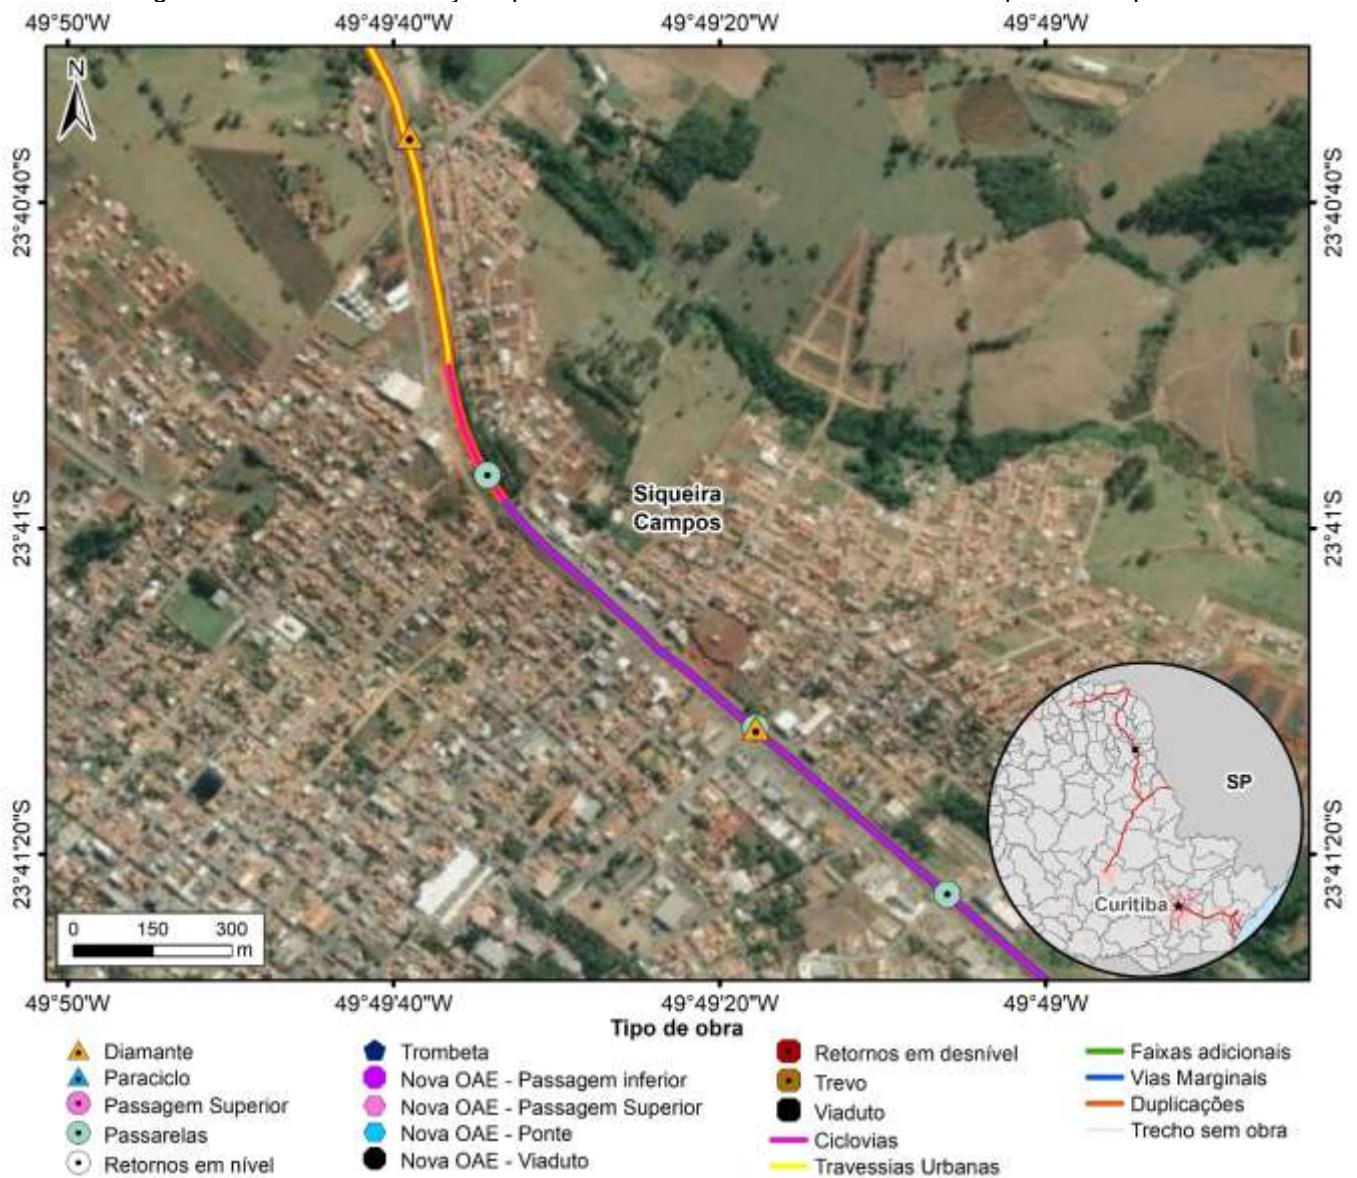 49°50'W 49°49'40"W 49°49'20"W 49°49'W
N
23°40'40"S 23°40'40"S
Siqueira
Campos
23°41'S 23°41'S
SP
23°41'20"S 23°41'20"S
Curitiba
0 150 300
m
49°50'W 49°49'40"W 49°49'20"W 49°49'W
Tipo de obra
Diamante
Paraciclo
Passagem Superior
Passarelas
Retornos em nível
Trombeta
Nova OAE - Passagem inferior
Nova OAE - Passagem Superior
Nova OAE - Ponte
Nova OAE - Viaduto
Retornos em desnível
Trevo
Viaduto
Ciclovias
Travessias Urbanas
Faixas adicionais
Vias Marginais
Duplicações
Trecho sem obra